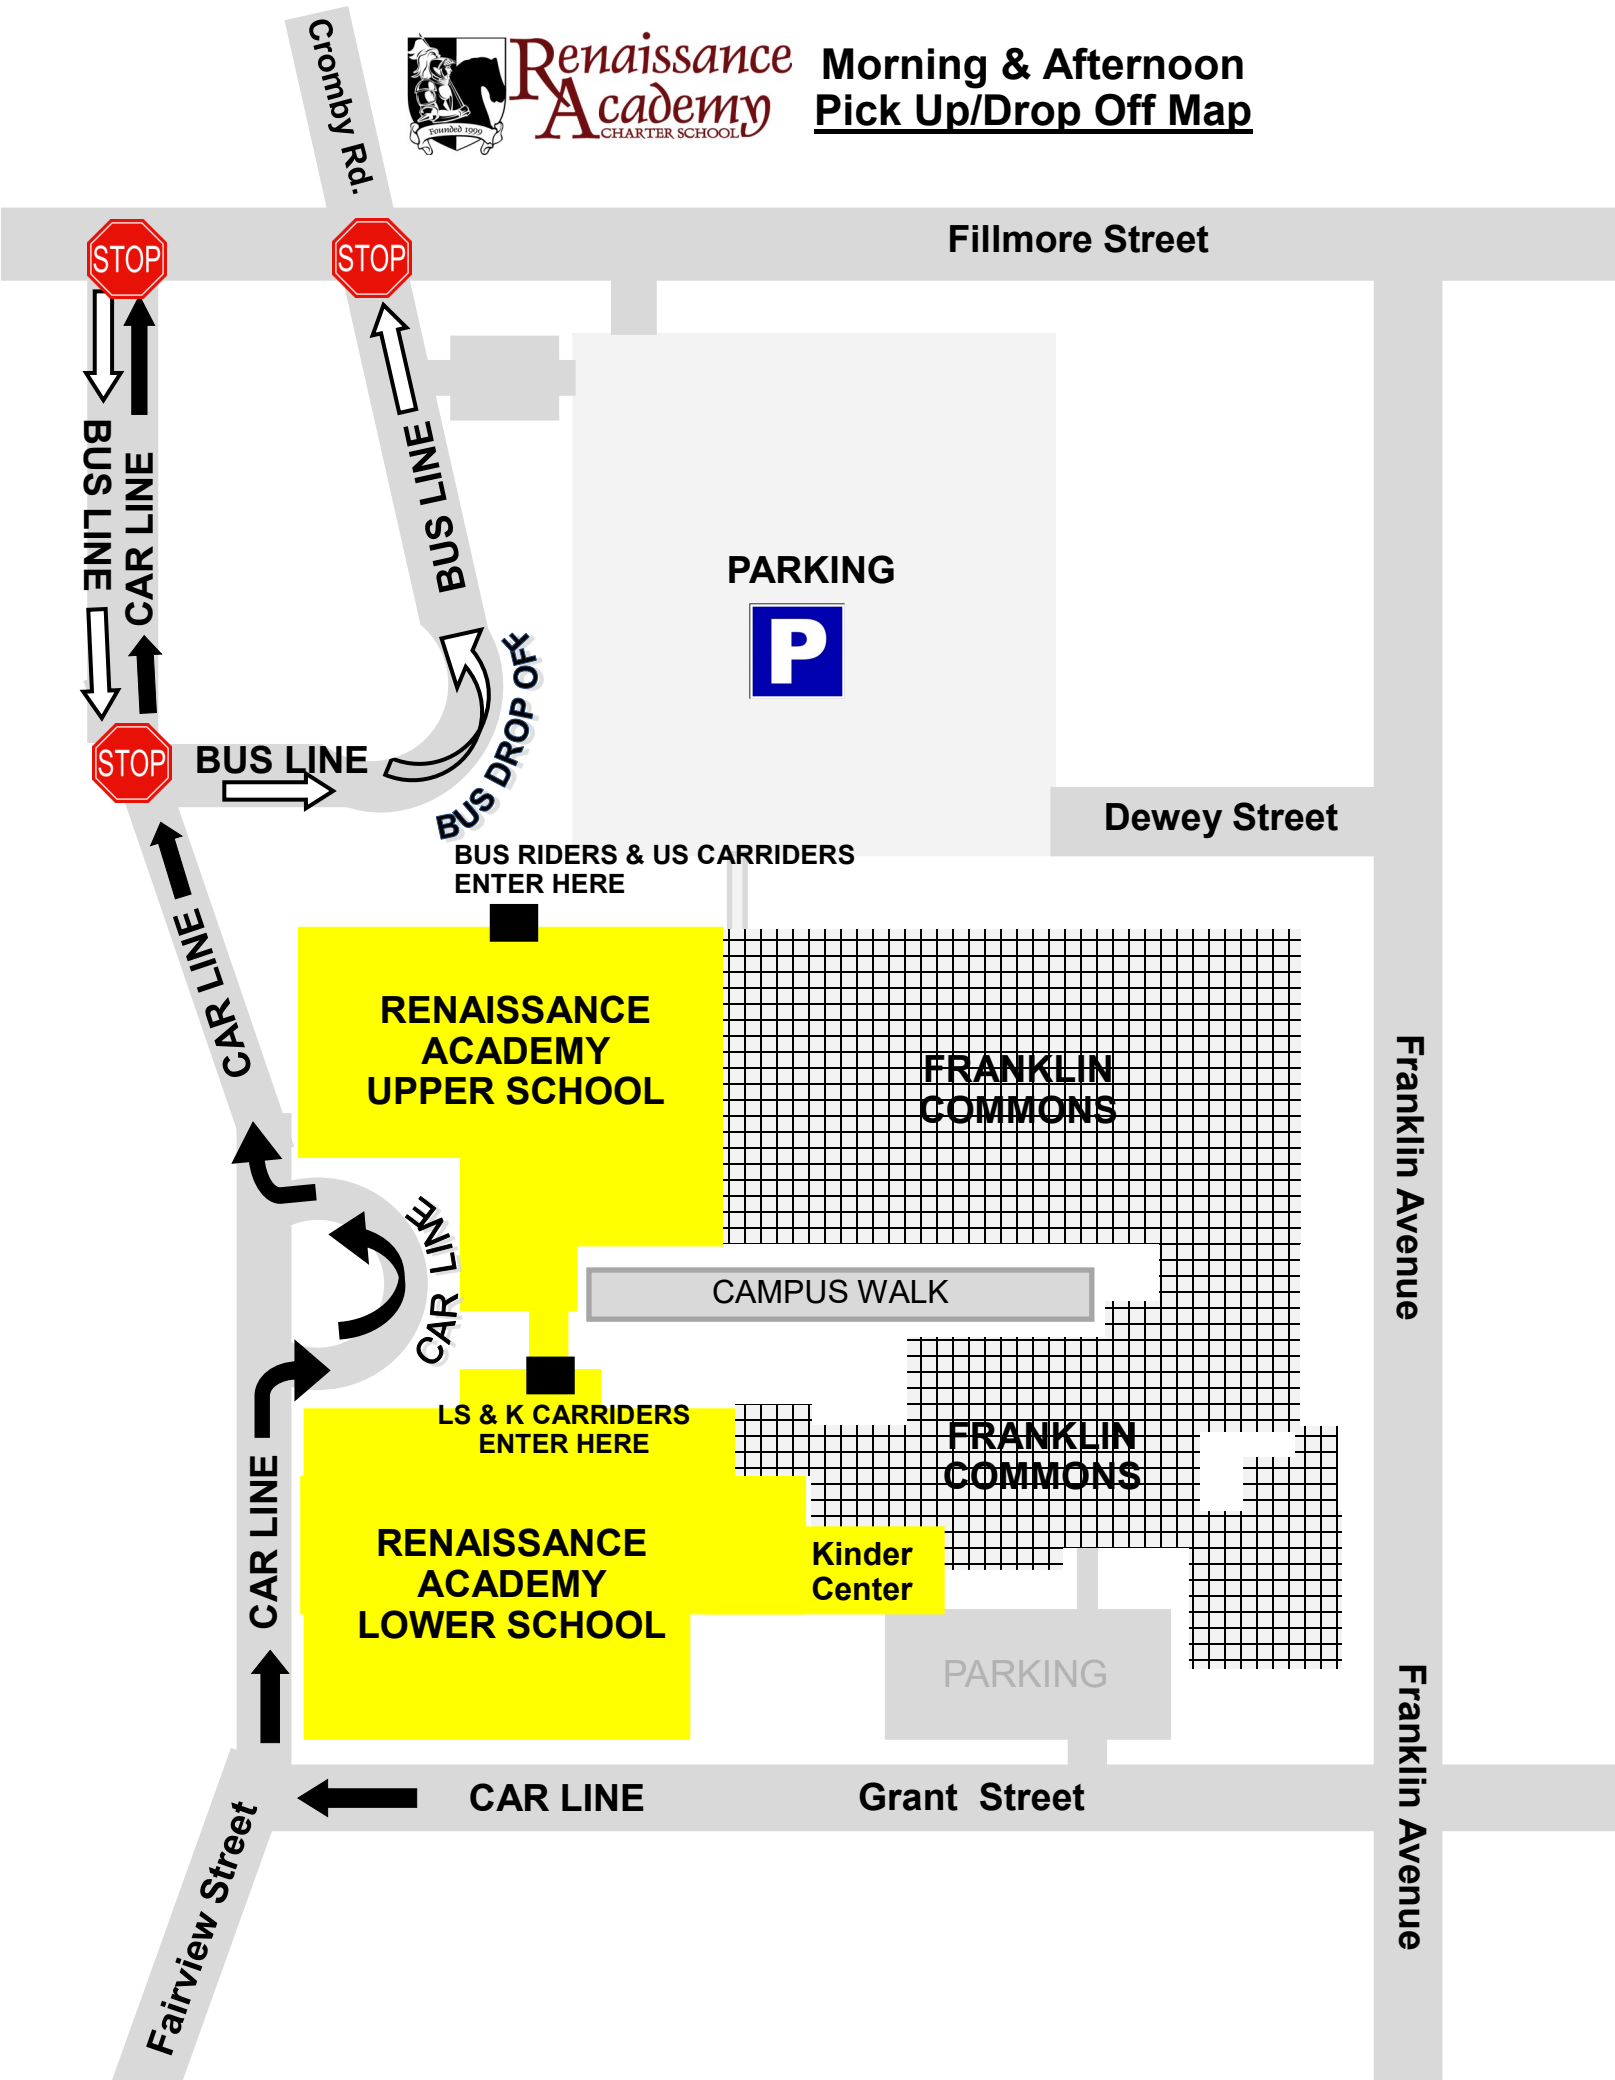 Cromby Rd.
Renaissance
Academy
CHARTER SCHOOL
Founded 1999
Morning & Afternoon
Pick Up/Drop Off Map
Fillmore Street
STOP
STOP
BUS LINE
CAR LINE
BUS LINE
PARKING
P
BUS DROP OFF
STOP
BUS LINE
Dewey Street
BUS RIDERS & US CARRIDERS
ENTER HERE
CAR LINE
RENAISSANCE
ACADEMY
UPPER SCHOOL
FRANKLIN
COMMONS
Franklin Avenue
CAR LINE
CAMPUS WALK
LS & K CARRIDERS
ENTER HERE
FRANKLIN
COMMONS
CAR LINE
RENAISSANCE
ACADEMY
LOWER SCHOOL
Kinder
Center
PARKING
Franklin Avenue
CAR LINE
Grant Street
Fairview Street